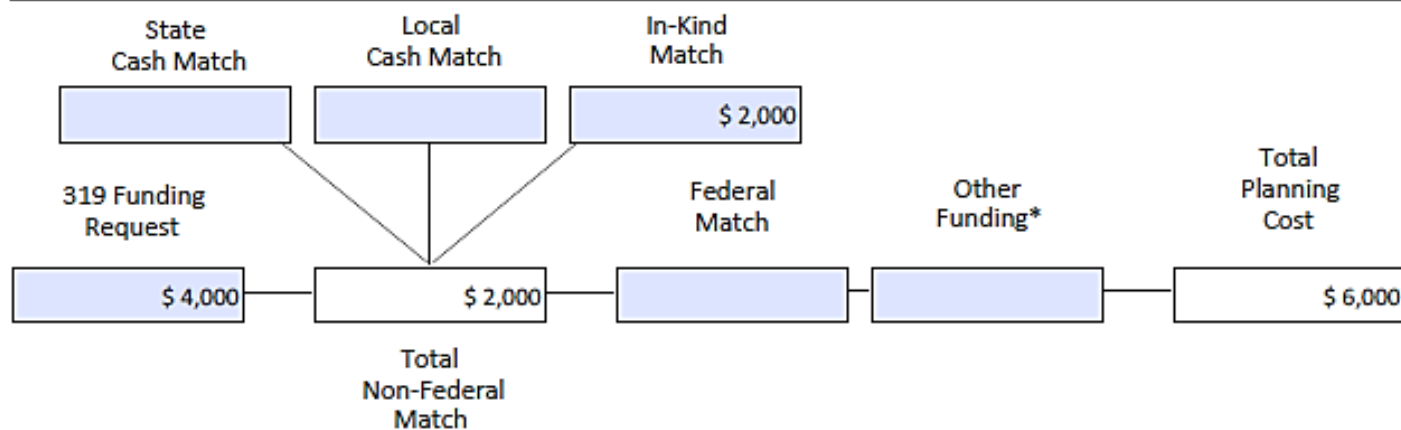 State
Cash Match
Local
Cash Match
In-Kind
Match
$ 2,000
319 Funding
Request
Federal
Match
Other
Funding*
Total
Planning
Cost
$ 4,000
$ 2,000
$ 6,000
Total
Non-Federal
Match